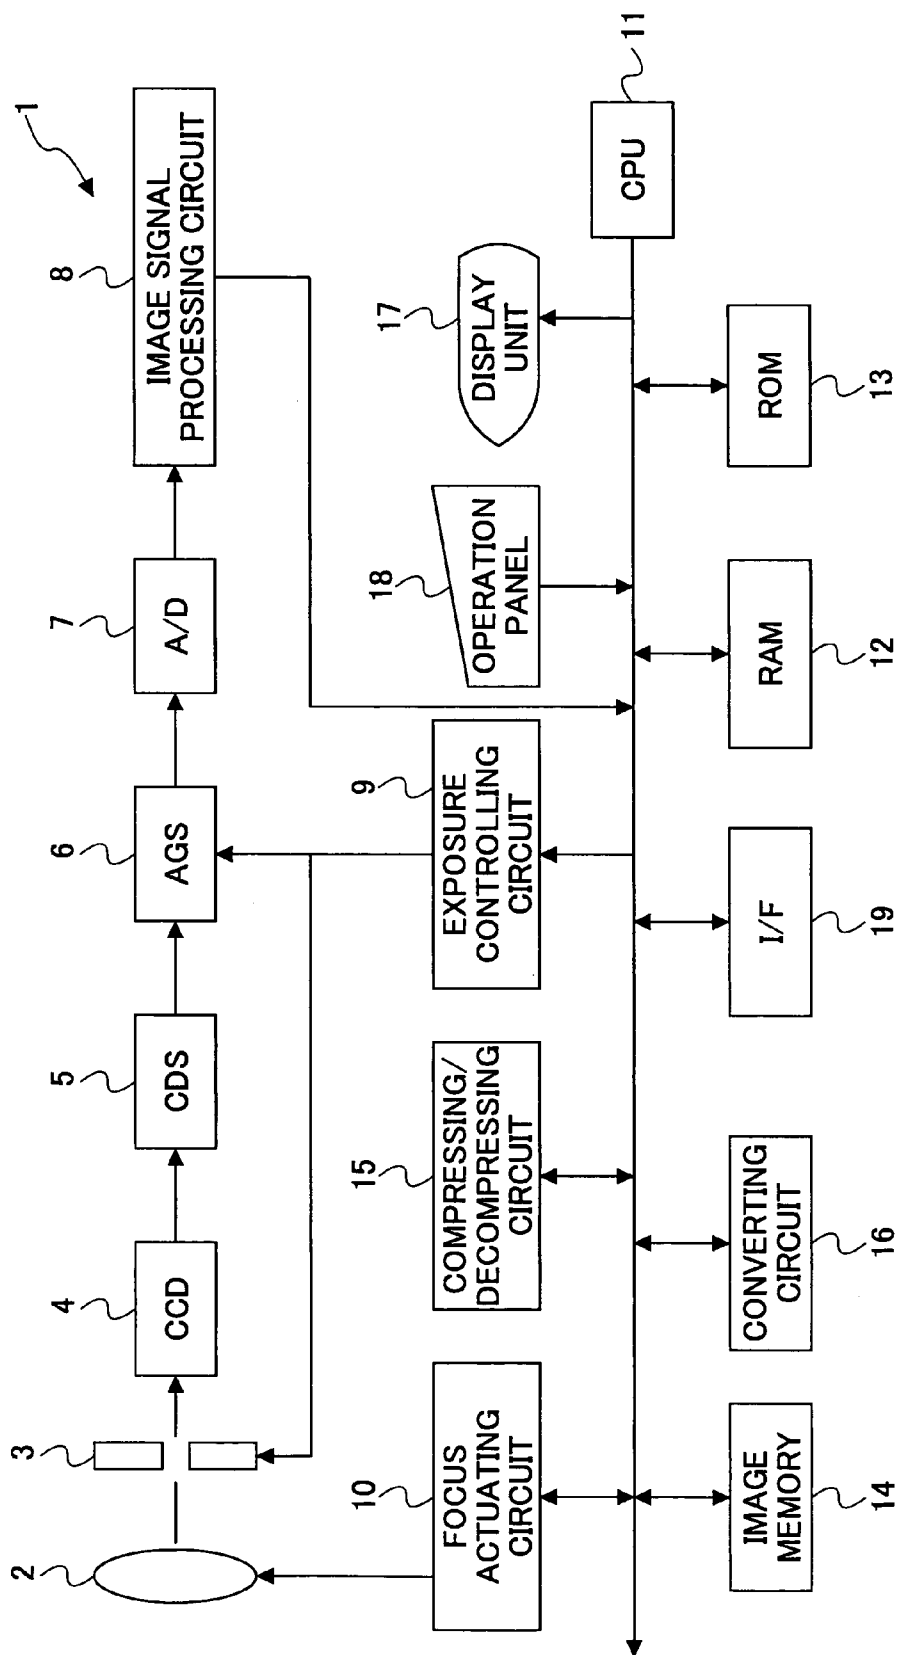 1
2
3
4
CCD
5
CDS
6
AGS
7
A/D
8
IMAGE SIGNAL
PROCESSING CIRCUIT
10
FOCUS
ACTUATING
CIRCUIT
15
COMPRESSING/
DECOMPRESSING
CIRCUIT
9
EXPOSURE
CONTROLLING
CIRCUIT
18
OPERATION
PANEL
17
DISPLAY
UNIT
CPU
11
IMAGE
MEMORY
14
CONVERTING
CIRCUIT
16
I/F
19
RAM
12
ROM
13